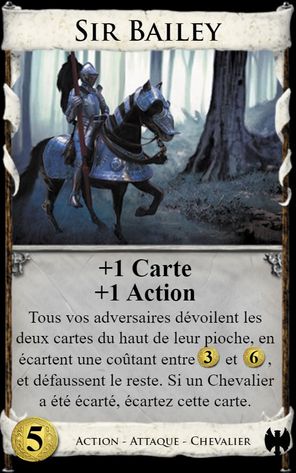 Sir Bailey
+1 Carte
+1 Action
Tous vos adversaires dévoilent les
deux cartes du haut de leur pioche, en
écartent une coûtant entre 3 et 6,
et défaussent le reste. Si un Chevalier
a été écarté, écartez cette carte.
5
Action - Attaque - Chevalier